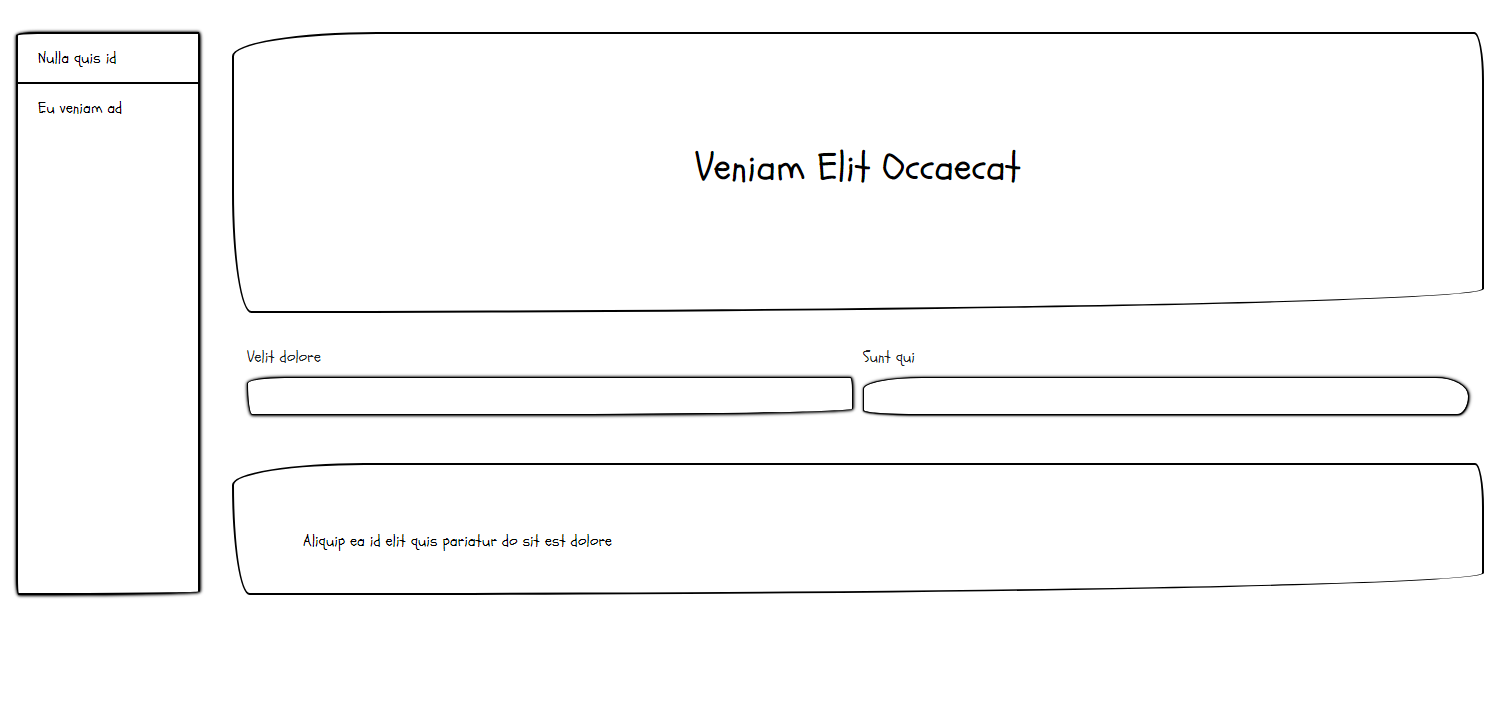 Nulla quis id
Eu veniam ad
Veniam Elit Occaecat
Velit dolore
Sunt qui
Aliquip ea id elit quis pariatur do sit est dolore